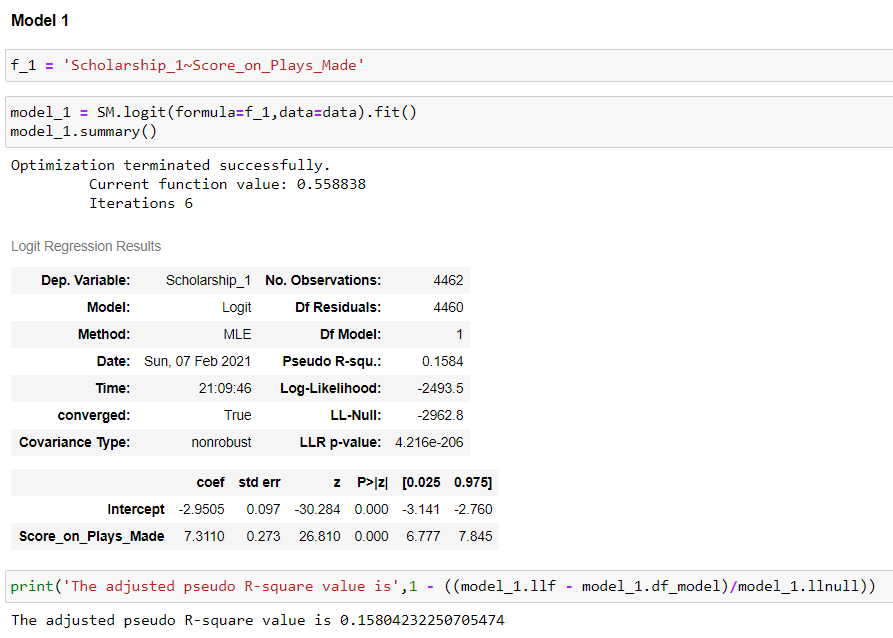 Model 1
f_1 = 'Scholarship_1~Score_on_Plays_Made'
model_1 = SM.logit(formula=f_1,data=data).fit()
model_1.summary()
Optimization terminated successfully.
Current function value: 0.558838
Iterations 6
Logit Regression Results
Dep. Variable: Scholarship_1 No. Observations: 4462
Model: Logit Df Residuals: 4460
Method: MLE Df Model: 1
Date: Sun, 07 Feb 2021 Pseudo R-squ.: 0.1584
Time: 21:09:46 Log-Likelihood: -2493.5
converged: True LL-Null: -2962.8
Covariance Type: nonrobust LLR p-value: 4.216e-206
coef std err z P>|z| [0.025 0.975]
Intercept -2.9505 0.097 -30.284 0.000 -3.141 -2.760
Score_on_Plays_Made 7.3110 0.273 26.810 0.000 6.777 7.845
print('The adjusted pseudo R-square value is',1 - ((model_1.llf - model_1.df_model)/model_1.llnull))
The adjusted pseudo R-square value is 0.15804232250705474